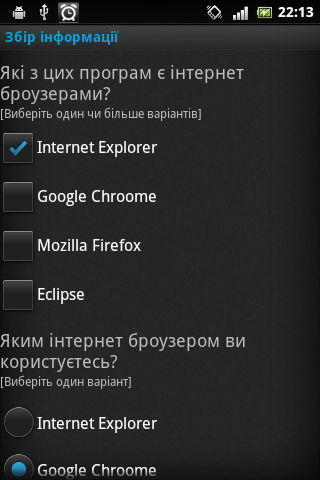 22:13
Збір інформації
Які з цих програм є інтернет
броузерами?
[Виберіть один чи більше варіантів]
Internet Explorer
Google Chroome
Mozilla Firefox
Eclipse
Яким інтернет броузером ви
користуєтесь?
[Виберіть один варіант]
Internet Explorer
Google Chroome